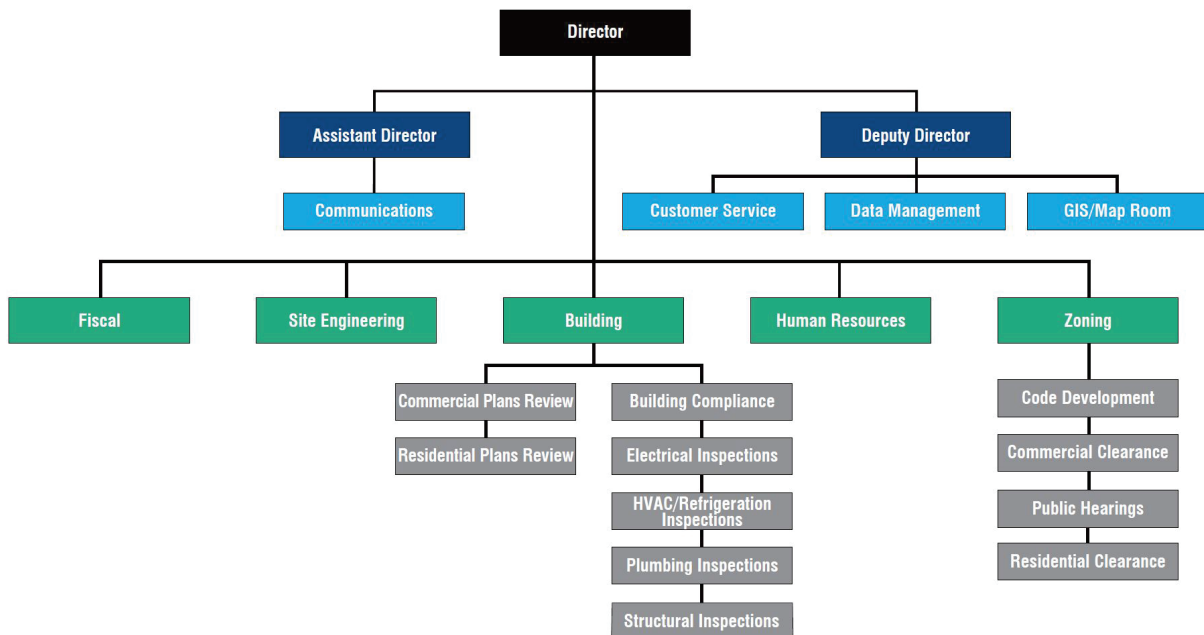 Director
Assistant Director
Deputy Director
Communications
Customer Service
Data Management
GIS/Map Room
Fiscal
Site Engineering
Building
Human Resources
Zoning
Commercial Plans Review
Residential Plans Review
Building Compliance
Electrical Inspections
HVAC/Refrigeration
Inspections
Plumbing Inspections
Structural Inspections
Code Development
Commercial Clearance
Public Hearings
Residential Clearance